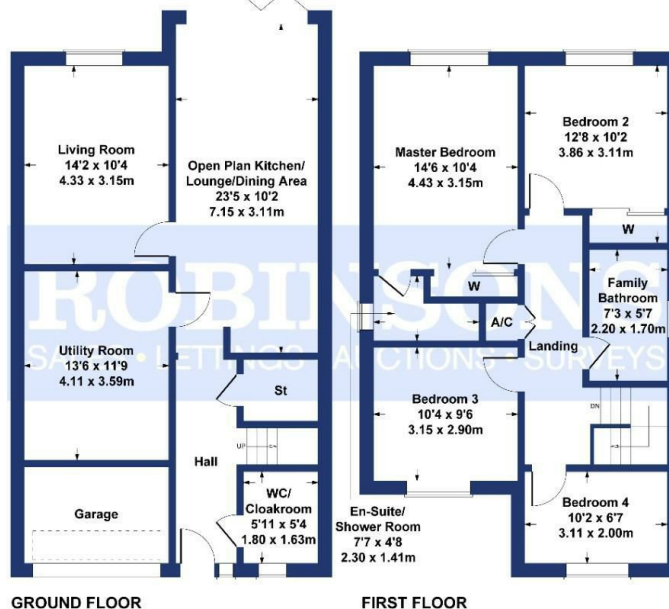 Living Room
14'2 x 10'4
4.33 x 3.15m
Open Plan Kitchen/
Lounge/Dining Area
23'5 x 10'2
7.15 x 3.11m
Utility Room
13'6 x 11'9
4.11 x 3.59m
St
UP
Hall
WC/
Cloakroom
5'11 x 5'4
1.80 x 1.63m
Garage
GROUND FLOOR
Master Bedroom
14'6 x 10'4
4.43 x 3.15m
Bedroom 2
12'8 x 10'2
3.86 x 3.11m
W
W
Family
Bathroom
7'3 x 5'7
2.20 x 1.70m
A/C
Landing
Bedroom 3
10'4 x 9'6
3.15 x 2.90m
DN
En-Suite/
Shower Room
7'7 x 4'8
2.30 x 1.41m
Bedroom 4
10'2 x 6'7
3.11 x 2.00m
FIRST FLOOR
ROBINSONS
LETTINGS • AUCTIONS • SURVEYS